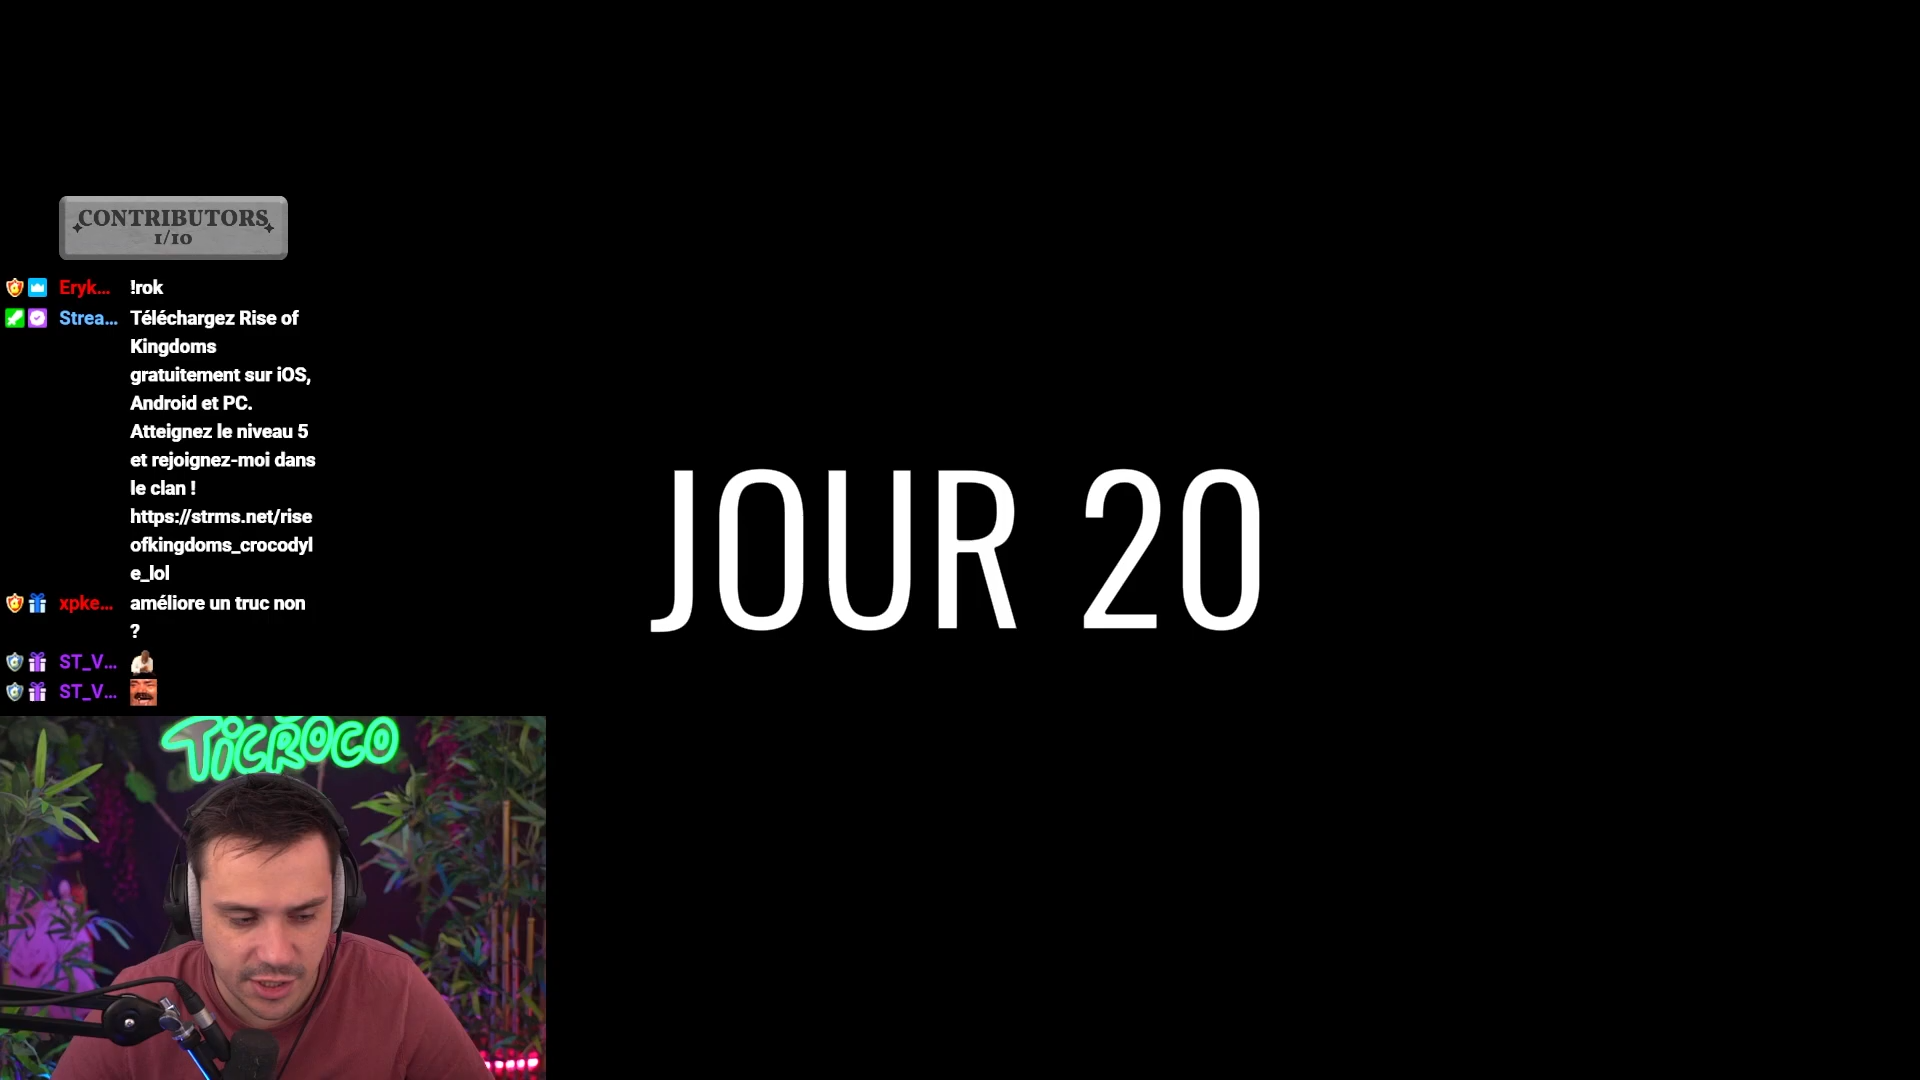 CONTRIBUTORS
1/10
Eryk... !rok
Strea... Téléchargez Rise of
Kingdoms
gratuitement sur iOS,
Android et PC.
Atteignez le niveau 5
et rejoignez-moi dans
le clan !
https://strms.net/rise
ofkingdoms_crocodyl
e_lol
xpke... améliore un truc non
?
ST_V...
ST_V...
JOUR 20
TiCROCO